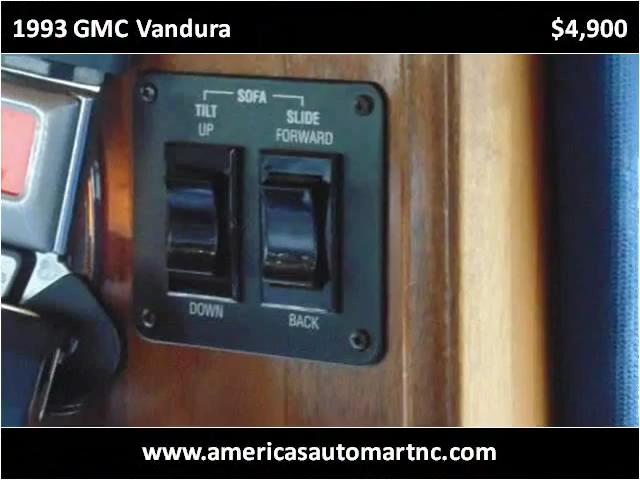 1993 GMC Vandura $4,900
SOFA
TILT SLIDE
UP FORWARD
DOWN BACK
www.americasautomartnc.com